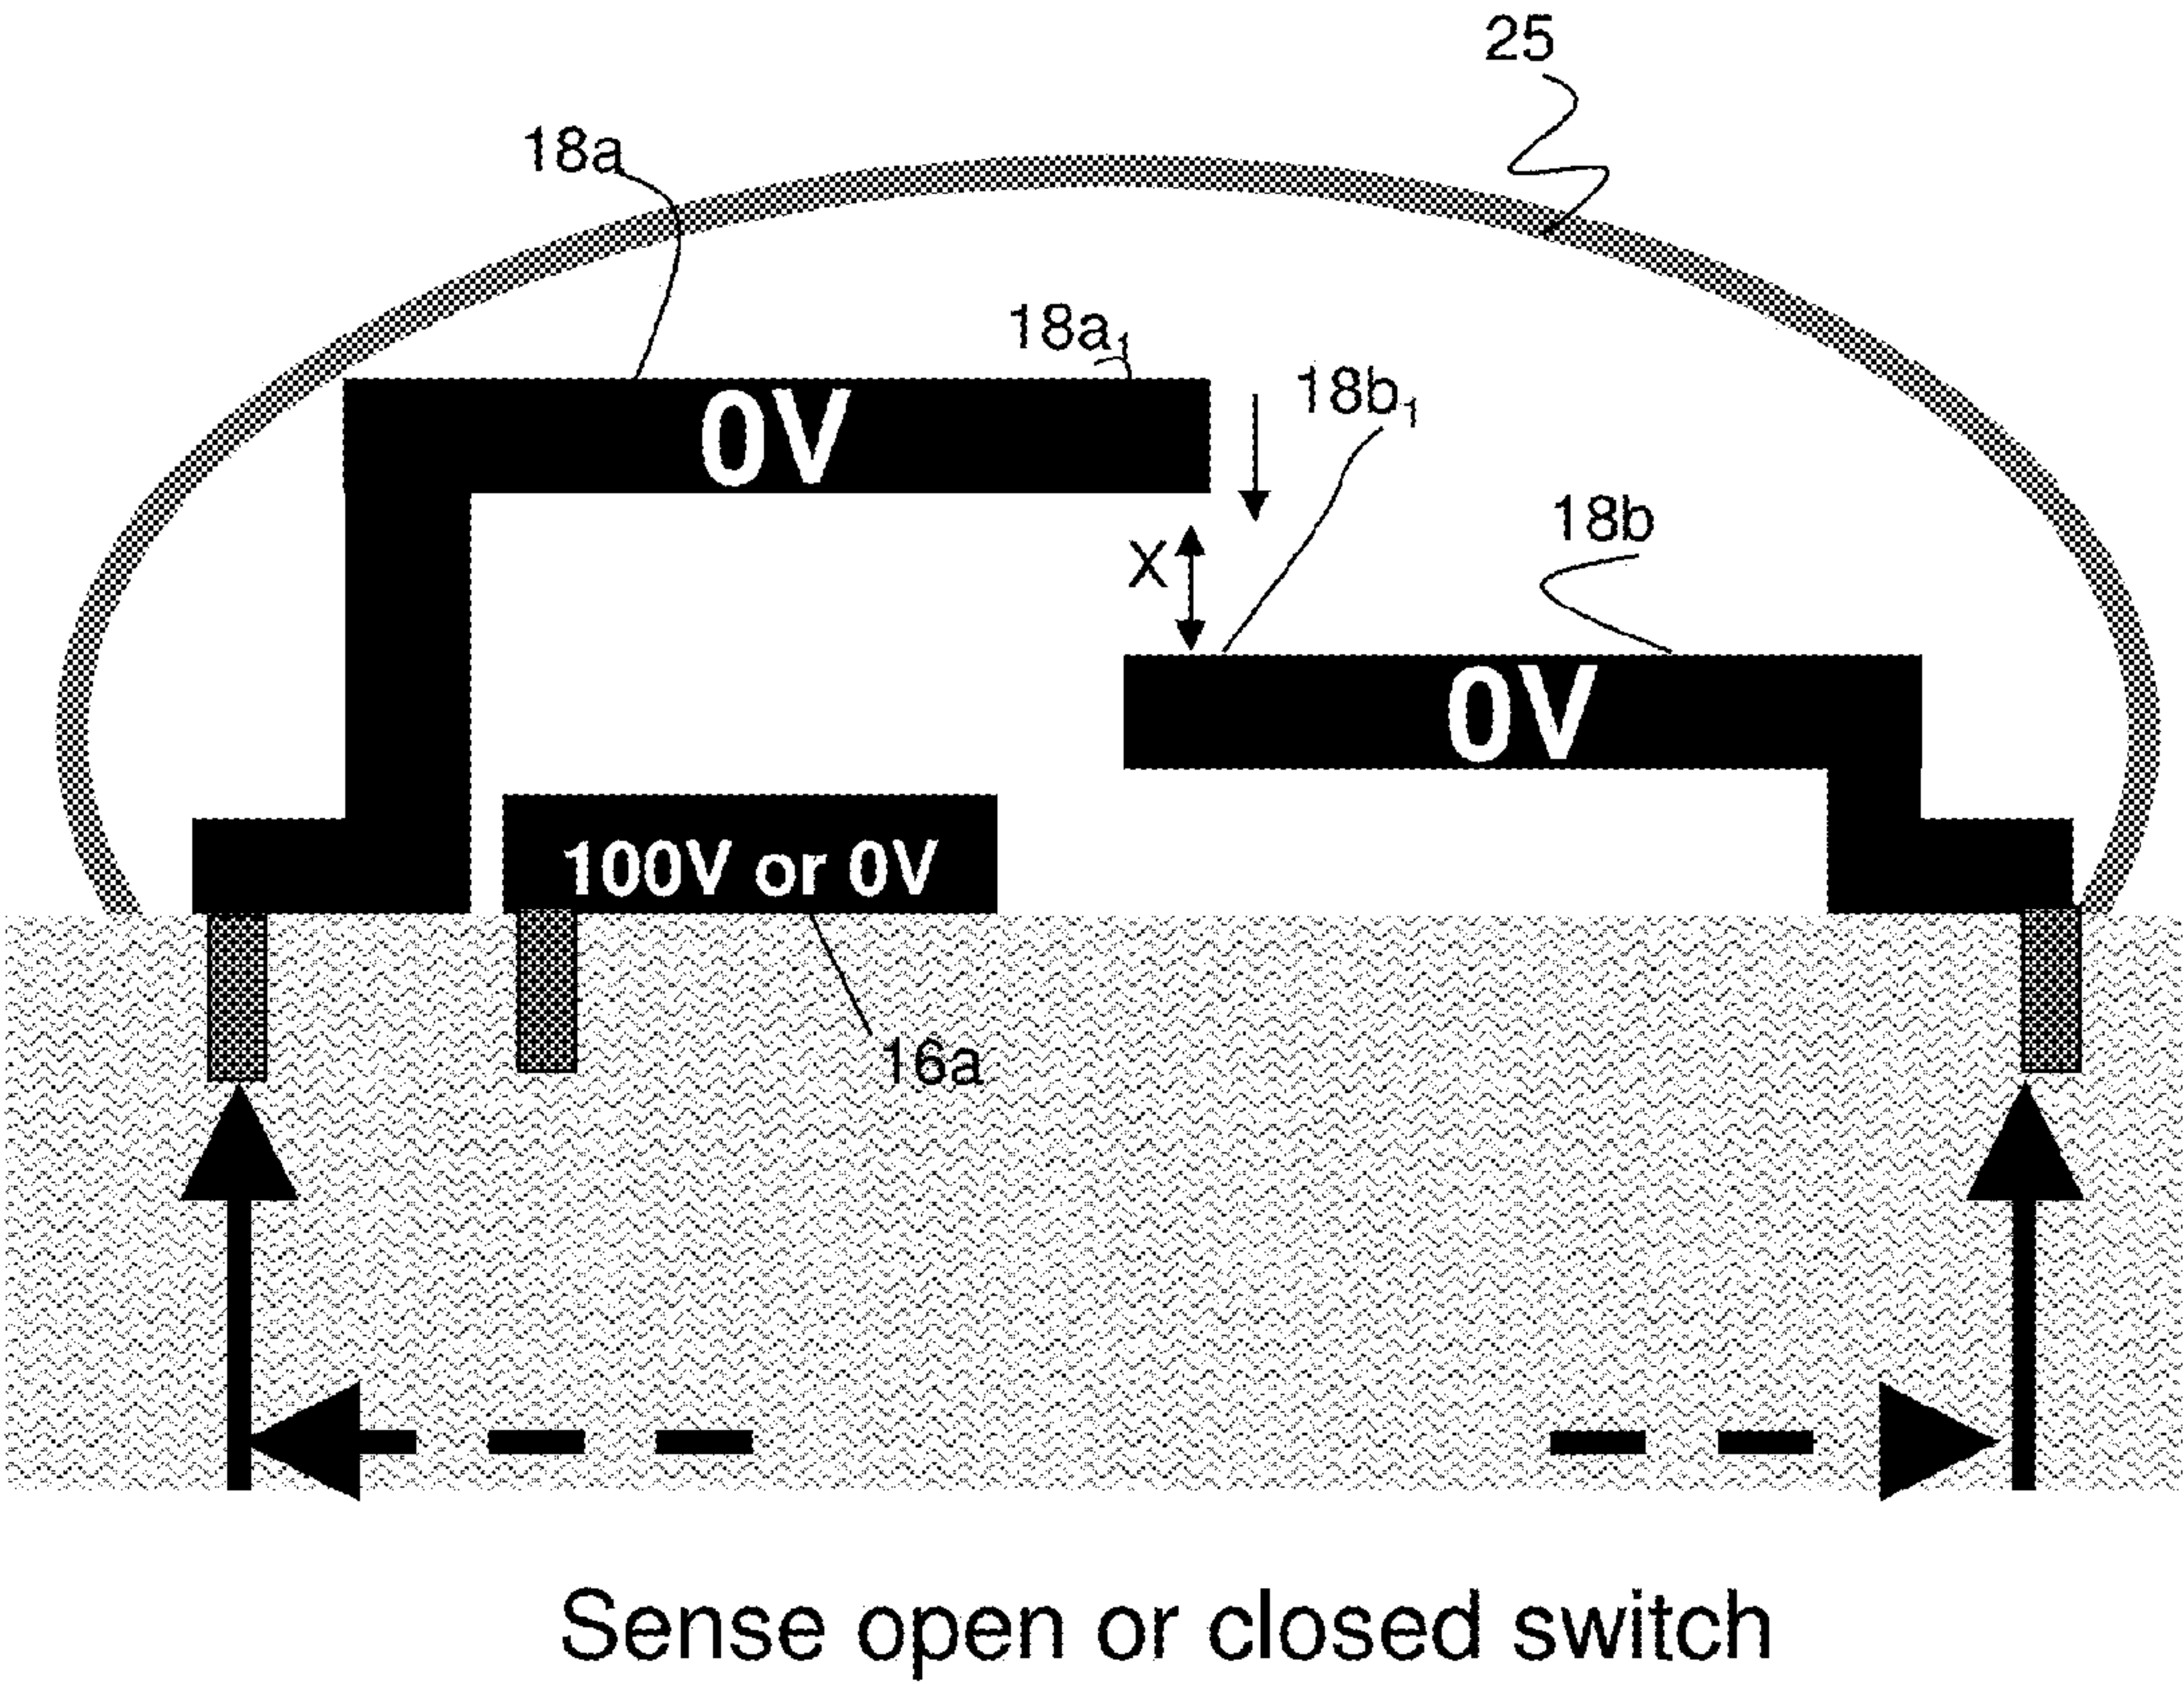 25
18a
18a₁
18b₁
0V
18b
X
0V
100V or 0V
16a
Sense open or closed switch